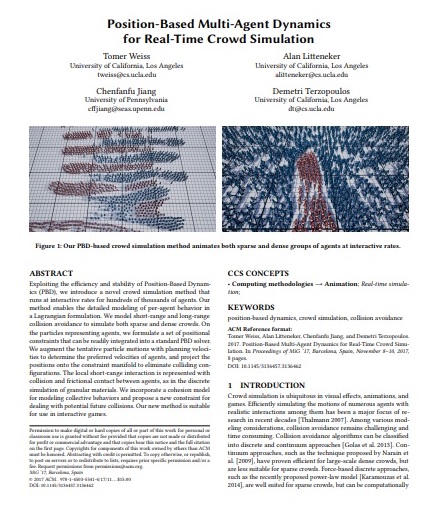 Position-Based Multi-Agent Dynamics
for Real-Time Crowd Simulation
Tomer Weiss
University of California, Los Angeles
tweiss@cs.ucla.edu
Alan Litteneker
University of California, Los Angeles
alitteneker@cs.ucla.edu
Chenfanfu Jiang
University of Pennsylvania
cffjiang@seas.upenn.edu
Demetri Terzopoulos
University of California, Los Angeles
dt@cs.ucla.edu
Figure 1: Our PBD-based crowd simulation method animates both sparse and dense groups of agents at interactive rates.
ABSTRACT
Exploiting the efficiency and stability of Position-Based Dynam-
ics (PBD), we introduce a novel crowd simulation method that
runs at interactive rates for hundreds of thousands of agents. Our
method enables the detailed modeling of per-agent behavior in
a Lagrangian formulation. We model short-range and long-range
collision avoidance to simulate both sparse and dense crowds. On
the particles representing agents, we formulate a set of positional
constraints that can be readily integrated into a standard PBD solver.
We augment the tentative particle motions with planning veloci-
ties to determine the preferred velocities of agents, and project the
positions onto the constraint manifold to eliminate colliding con-
figurations. The local short-range interaction is represented with
collision and frictional contact between agents, as in the discrete
simulation of granular materials. We incorporate a cohesion model
for modeling collective behaviors and propose a new constraint for
dealing with potential future collisions. Our new method is suitable
for use in interactive games.
Permission to make digital or hard copies of all or part of this work for personal or
classroom use is granted without fee provided that copies are not made or distributed
for profit or commercial advantage and that copies bear this notice and the full citation
on the first page. Copyrights for components of this work owned by others than ACM
must be honored. Abstracting with credit is permitted. To copy otherwise, or republish,
to post on servers or to redistribute to lists, requires prior specific permission and/or a
fee. Request permissions from permissions@acm.org.
MIG '17, November 8–10, 2017, Barcelona, Spain
© 2017 ACM. 978-1-4503-5541-4/17/11...$15.00
DOI: 10.1145/3136457.3136462
CCS CONCEPTS
• Computing methodologies → Animation; Real-time simula-
tion;
KEYWORDS
position-based dynamics, crowd simulation, collision avoidance
ACM Reference format:
Tomer Weiss, Alan Litteneker, Chenfanfu Jiang, and Demetri Terzopoulos.
2017. Position-Based Multi-Agent Dynamics for Real-Time Crowd Simula-
tion. In Proceedings of MiG '17, Barcelona, Spain, November 8–10, 2017,
8 pages.
DOI: 10.1145/3136457.3136462
1 INTRODUCTION
Crowd simulation is ubiquitous in visual effects, animations, and
games. Efficiently simulating the motions of numerous agents with
realistic interactions among them has been a major focus of re-
search in recent decades [Thalmann 2007]. Among various mod-
eling considerations, collision avoidance remains challenging and
time consuming. Collision avoidance algorithms can be classified
into discrete and continuum approaches [Golas et al. 2013]. Con-
tinuum approaches, such as the technique proposed by Narain et
al. [2009], have proven efficient for large-scale dense crowds, but
are less suitable for sparse crowds. Force-based discrete approaches,
such as the recently proposed power-law model [Karamouzas et al.
2014], are well suited for sparse crowds, but can be computationally